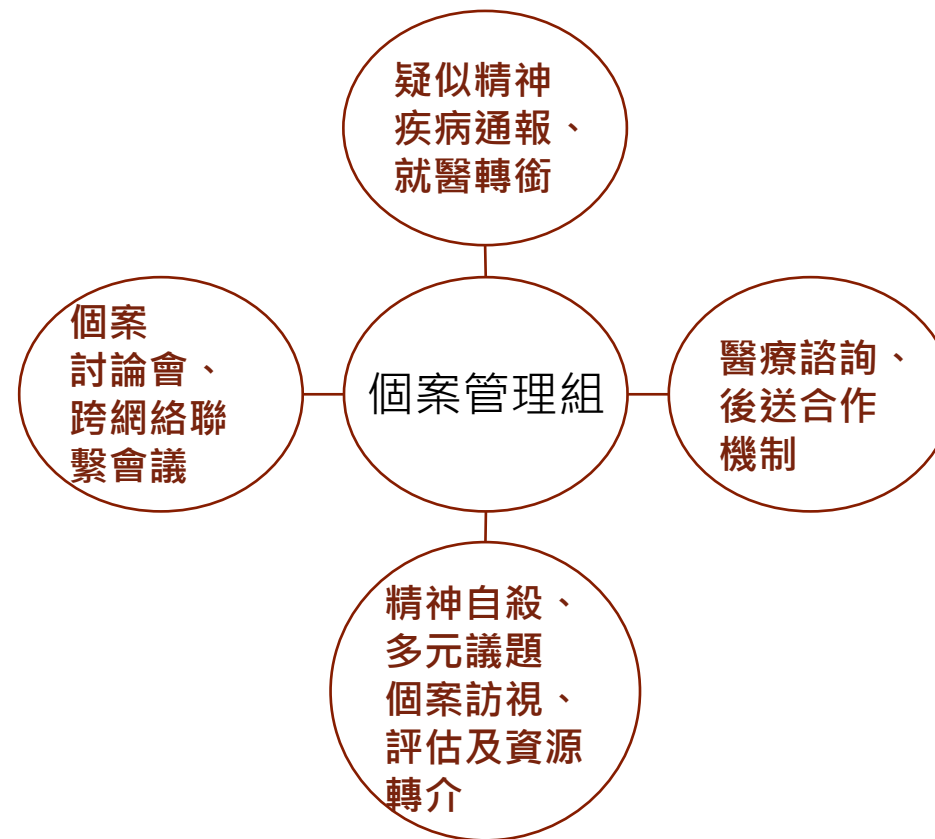 疑似精神
疾病通報、
就醫轉銜
個案
討論會、
跨網絡聯
繫會議
個案管理組
醫療諮詢、
後送合作
機制
精神自殺、
多元議題
個案訪視、
評估及資源
轉介